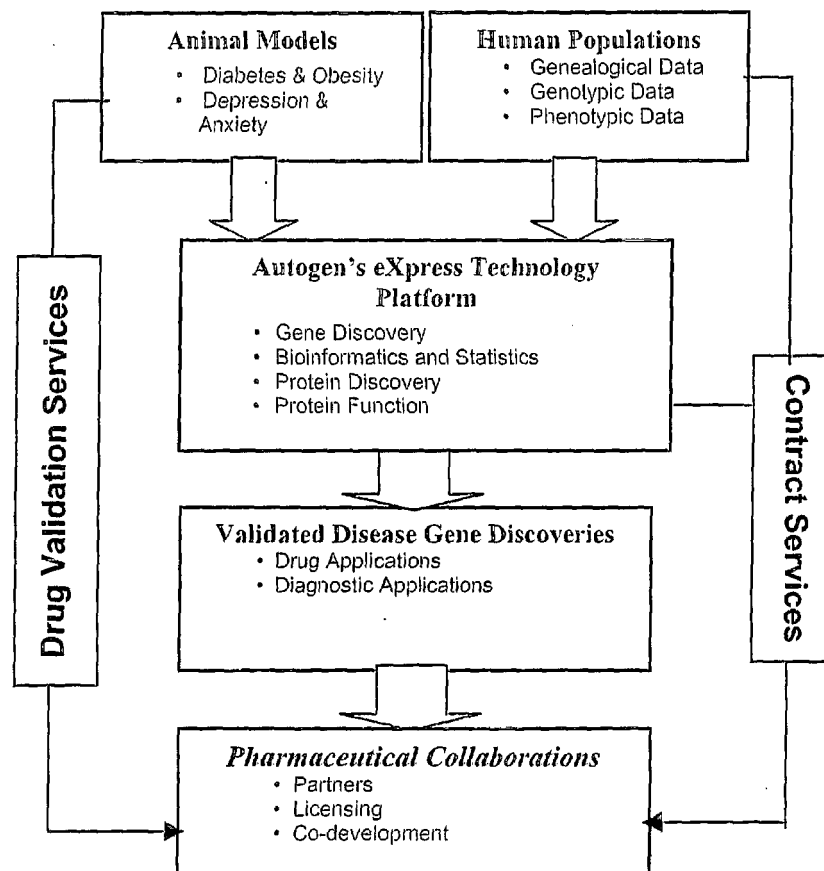 Animal Models
• Diabetes & Obesity
• Depression &
Anxiety
Human Populations
• Genealogical Data
• Genotypic Data
• Phenotypic Data
Autogen's eXpress Technology
Platform
• Gene Discovery
• Bioinformatics and Statistics
• Protein Discovery
• Protein Function
Drug Validation Services
Contract Services
Validated Disease Gene Discoveries
• Drug Applications
• Diagnostic Applications
Pharmaceutical Collaborations
• Partners
• Licensing
• Co-development